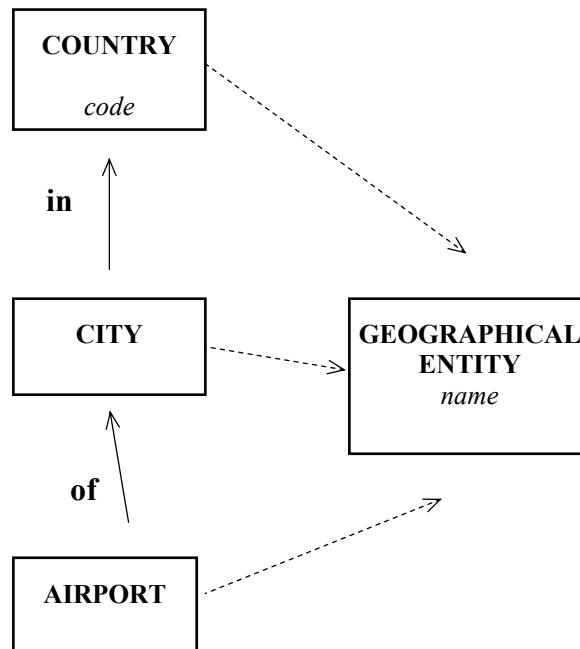 COUNTRY
code
in
CITY
GEOGRAPHICAL
ENTITY
name
of
AIRPORT